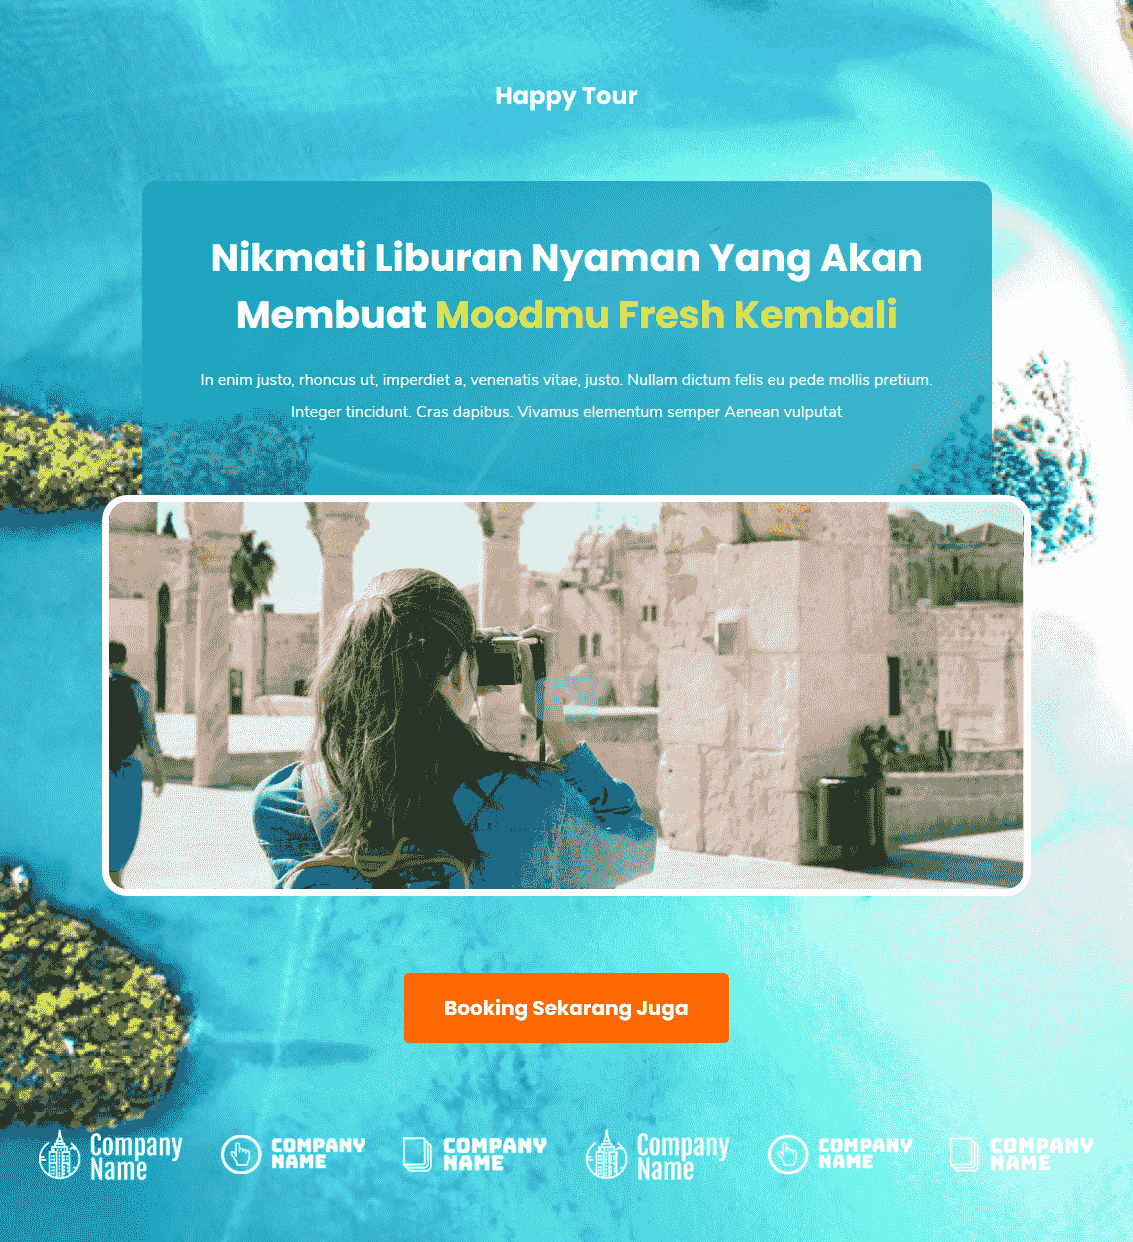 Happy Tour
Nikmati Liburan Nyaman Yang Akan
Membuat Moodmu Fresh Kembali
In enim justo, rhoncus ut, imperdiet a, venenatis vitae, justo. Nullam dictum felis eu pede mollis pretium.
Integer tincidunt. Cras dapibus. Vivamus elementum semper Aenean vulputat
Booking Sekarang Juga
Company
Name
COMPANY
NAME
COMPANY
NAME
Company
Name
COMPANY
NAME
COMPANY
NAME